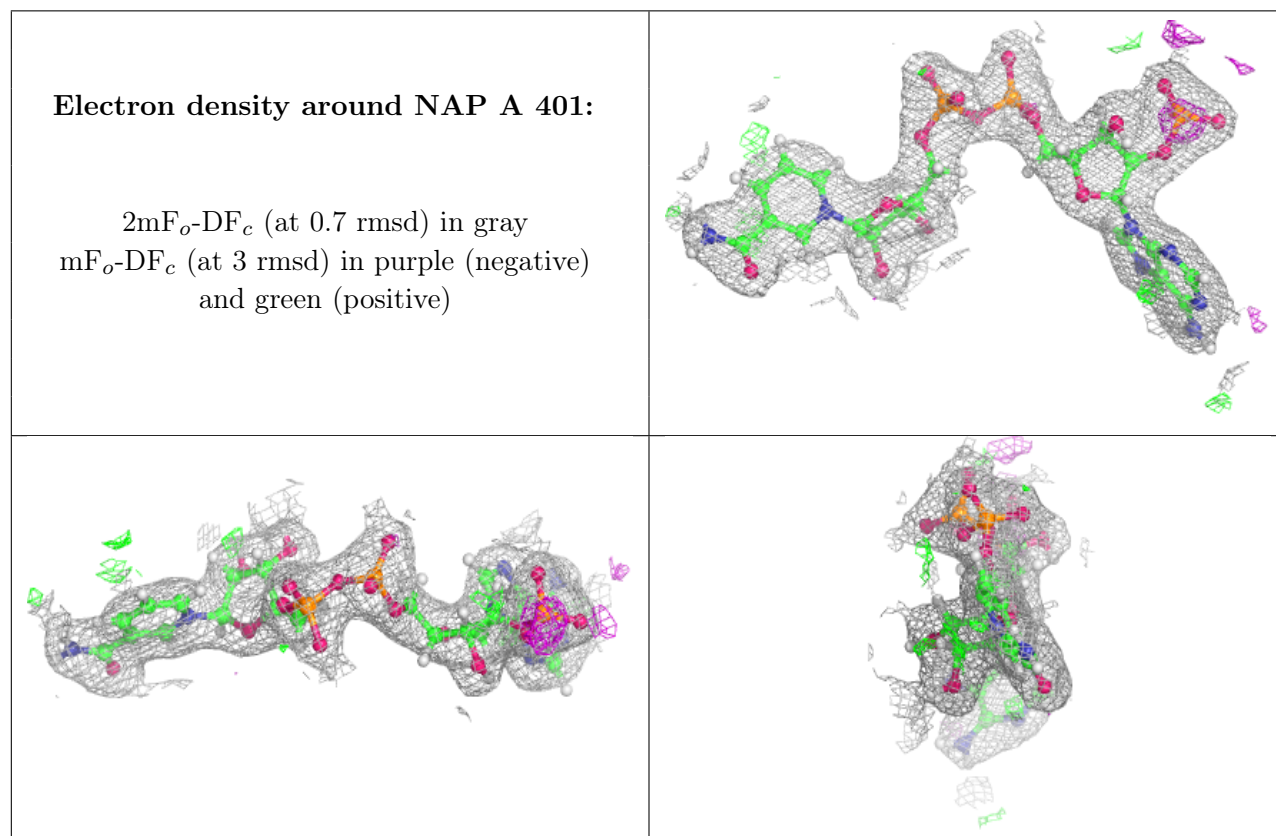 Electron density around NAP A 401:
2mFo-DFc (at 0.7 rmsd) in gray
mFo-DFc (at 3 rmsd) in purple (negative)
and green (positive)